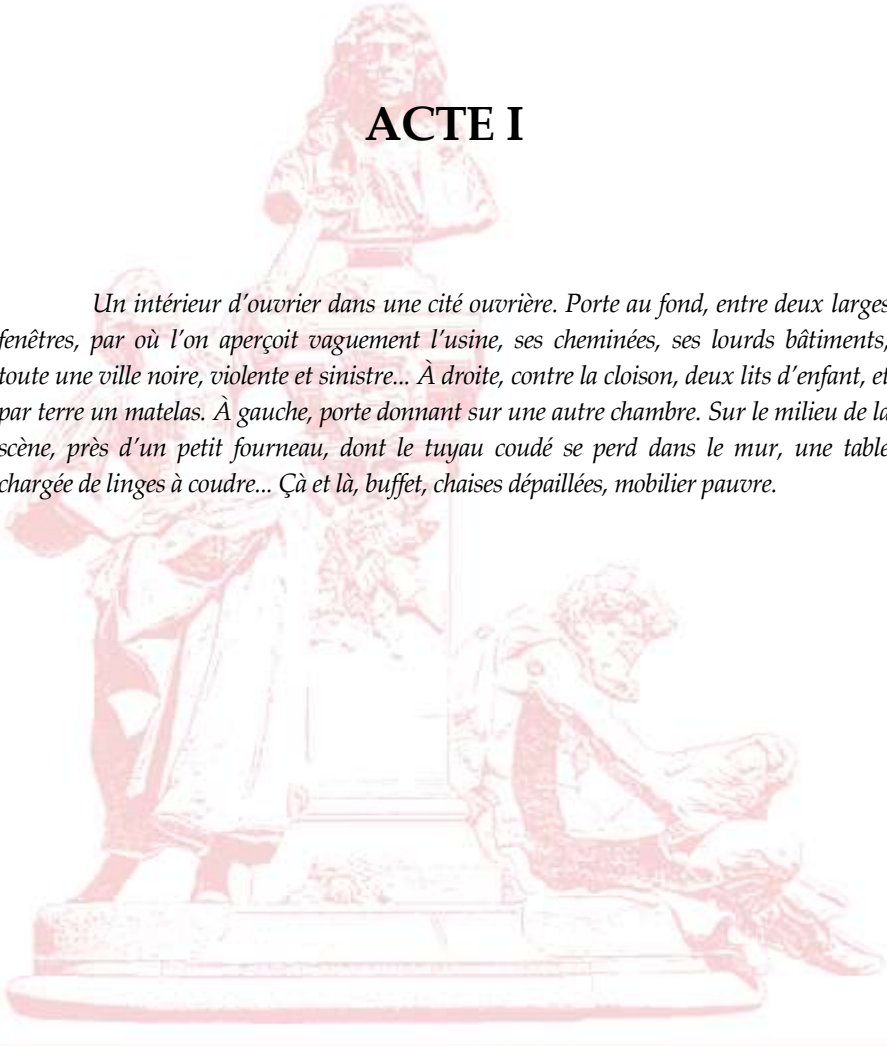 ACTE I
Un intérieur d’ouvrier dans une cité ouvrière. Porte au fond, entre deux larges
fenêtres, par où l’on aperçoit vaguement l’usine, ses cheminées, ses lourds bâtiments,
toute une ville noire, violente et sinistre... À droite, contre la cloison, deux lits d’enfant, et
par terre un matelas. À gauche, porte donnant sur une autre chambre. Sur le milieu de la
scène, près d’un petit fourneau, dont le tuyau coudé se perd dans le mur, une table
chargée de linges à coudre... Çà et là, buffet, chaises dépaillées, mobilier pauvre.